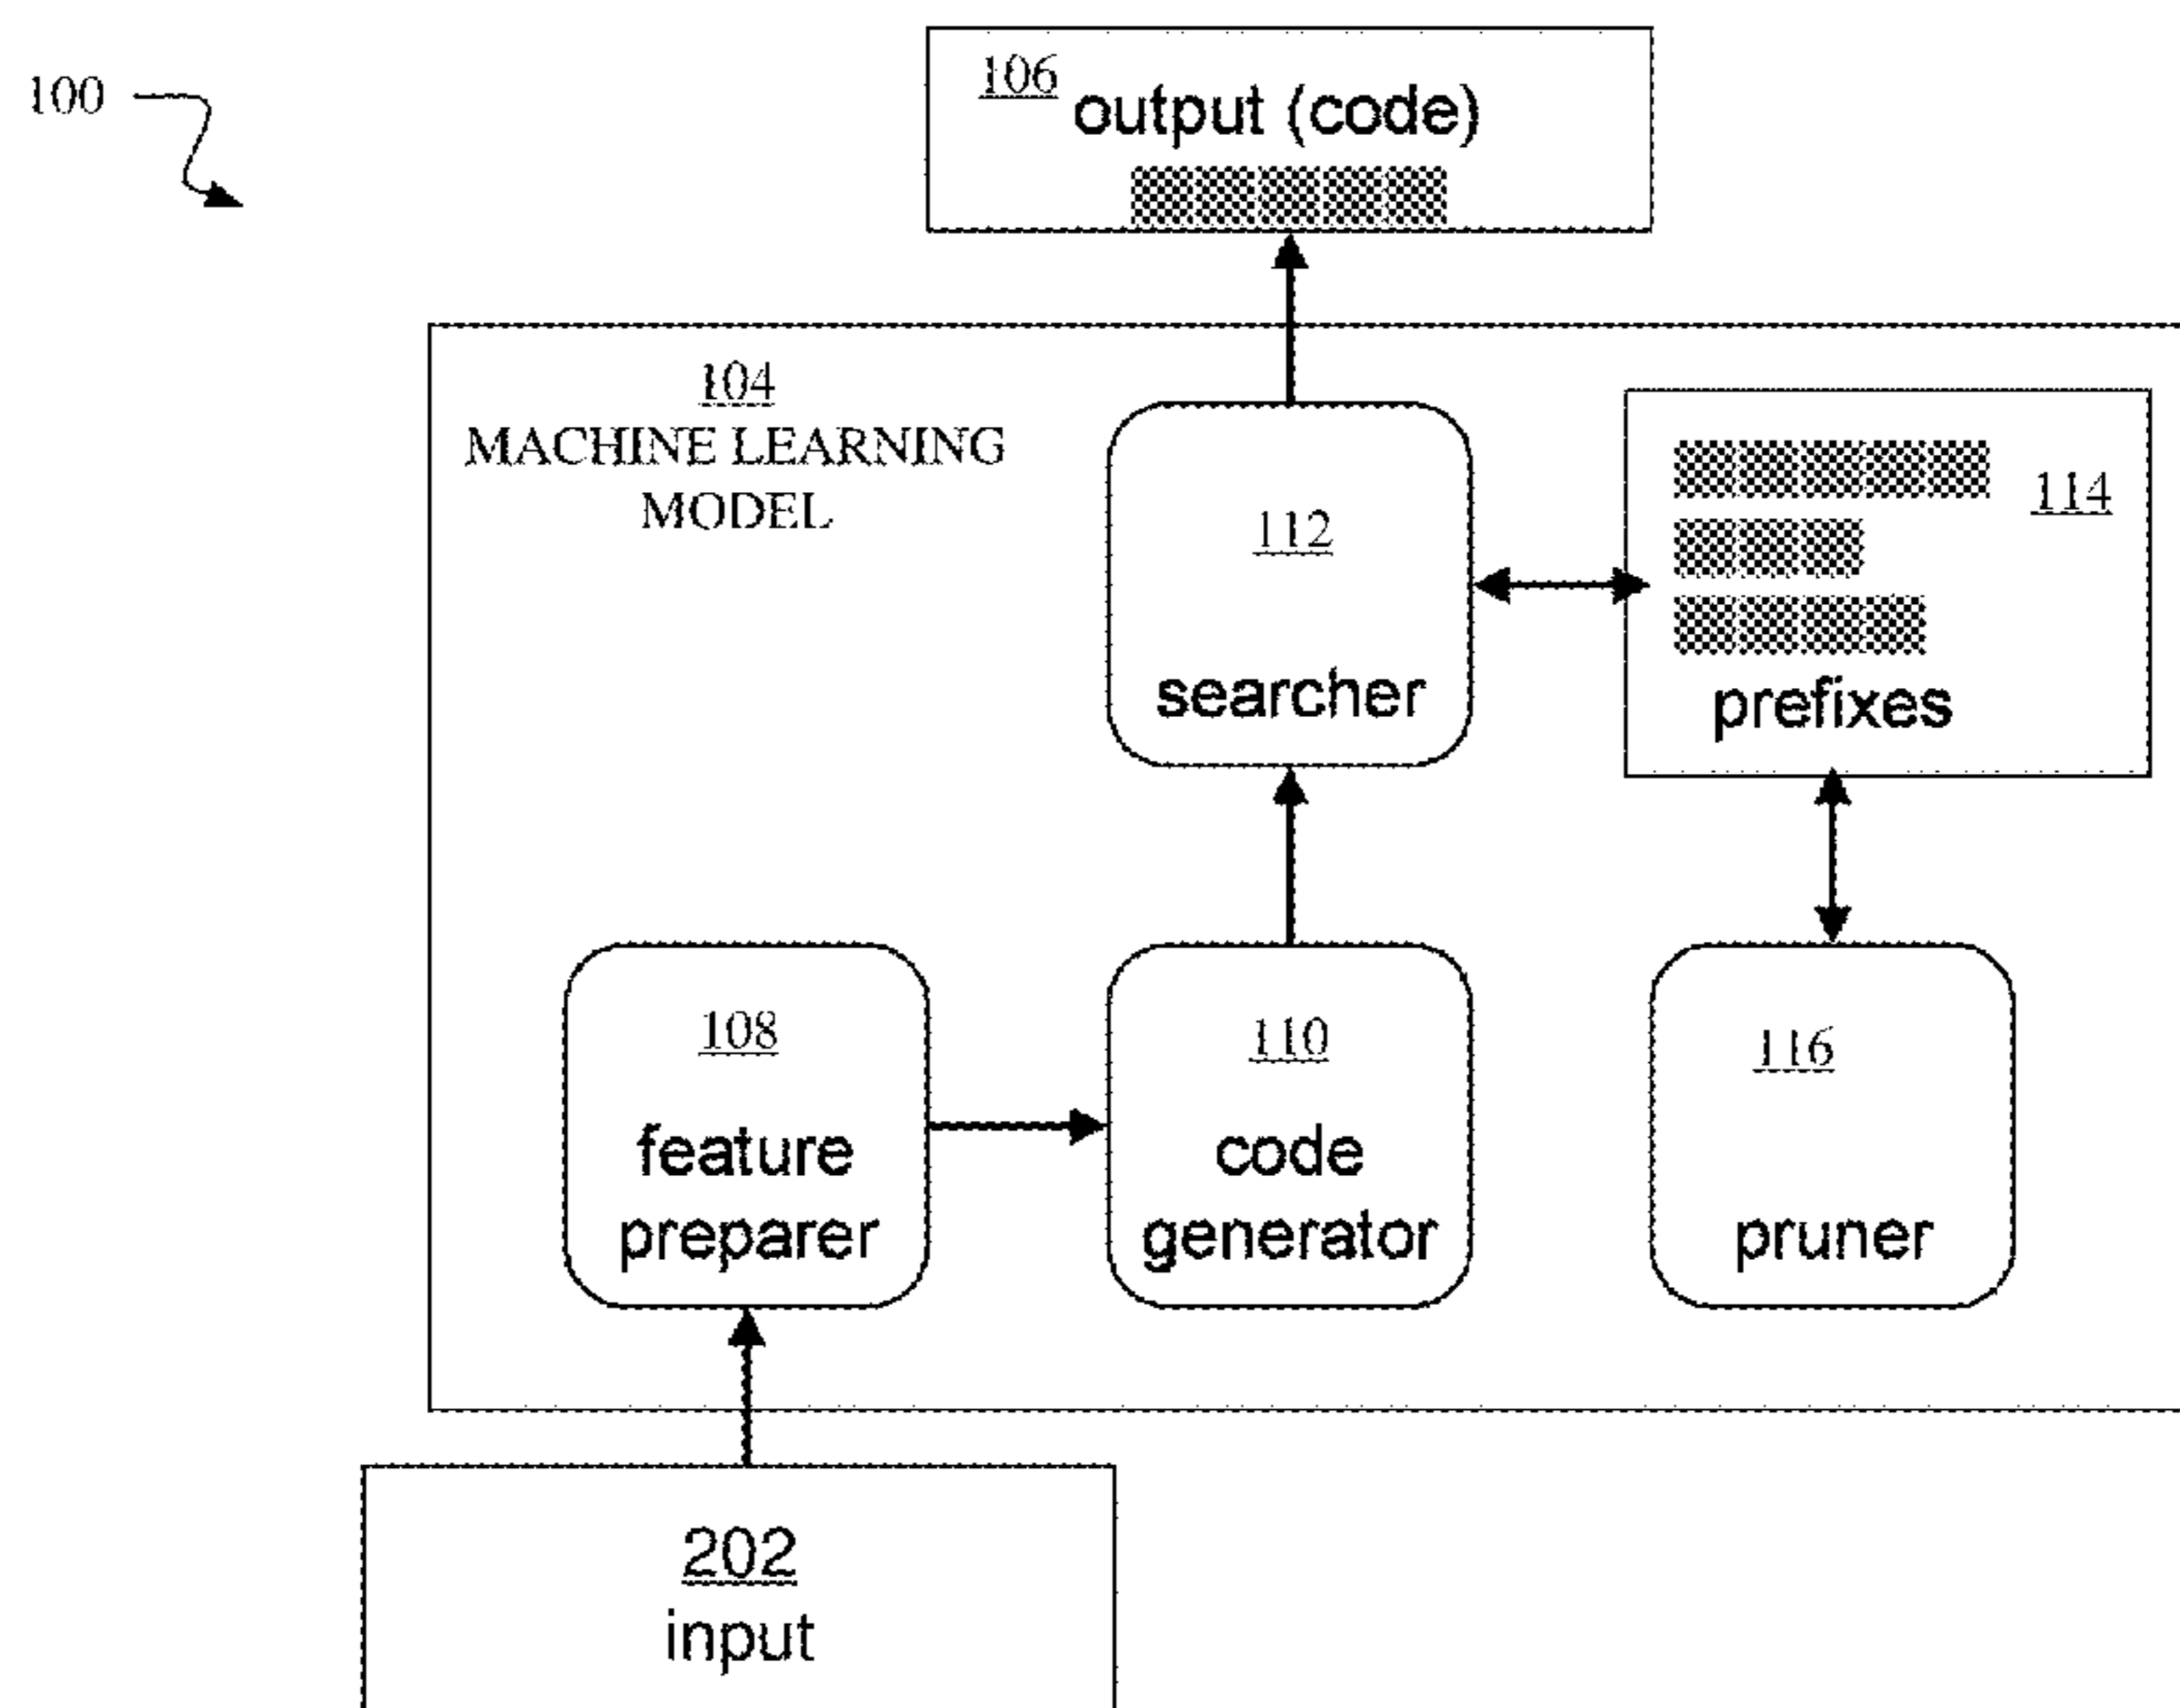 100
106
output (code)
104
MACHINE LEARNING
MODEL
112
searcher
114
prefixes
108
feature
preparer
110
code
generator
116
pruner
202
input